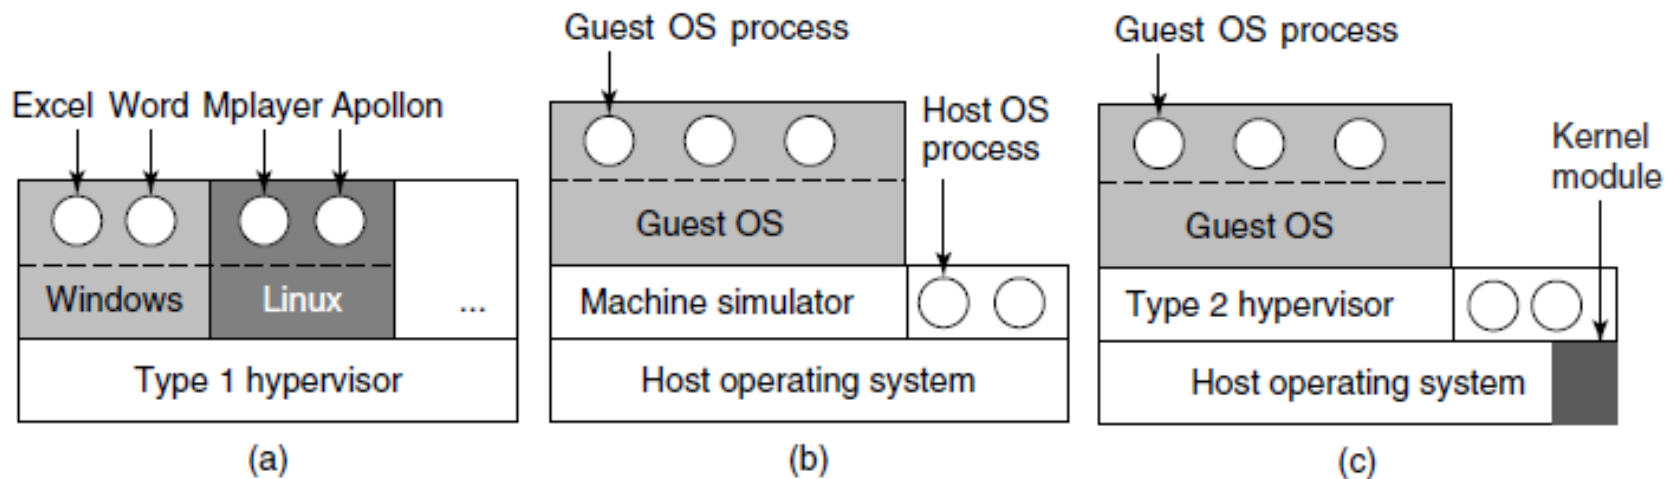 Excel Word Mplayer Apollon
Windows
Linux
...
Type 1 hypervisor
(a)
Guest OS process
Host OS
process
Guest OS
Machine simulator
Host operating system
(b)
Guest OS process
Kernel
module
Guest OS
Type 2 hypervisor
Host operating system
(c)